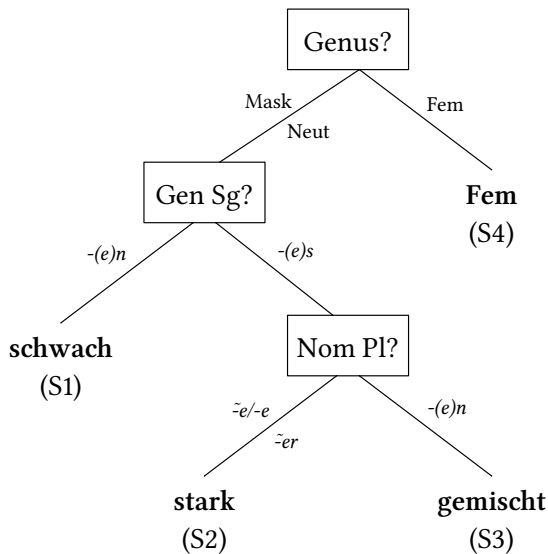 Genus?
Mask
Neut
Fem
Gen Sg?
Fem
(S4)
-(e)n
-(e)s
schwach
(S1)
Nom Pl?
-̃e/-e
-̃er
-(e)n
stark
(S2)
gemischt
(S3)